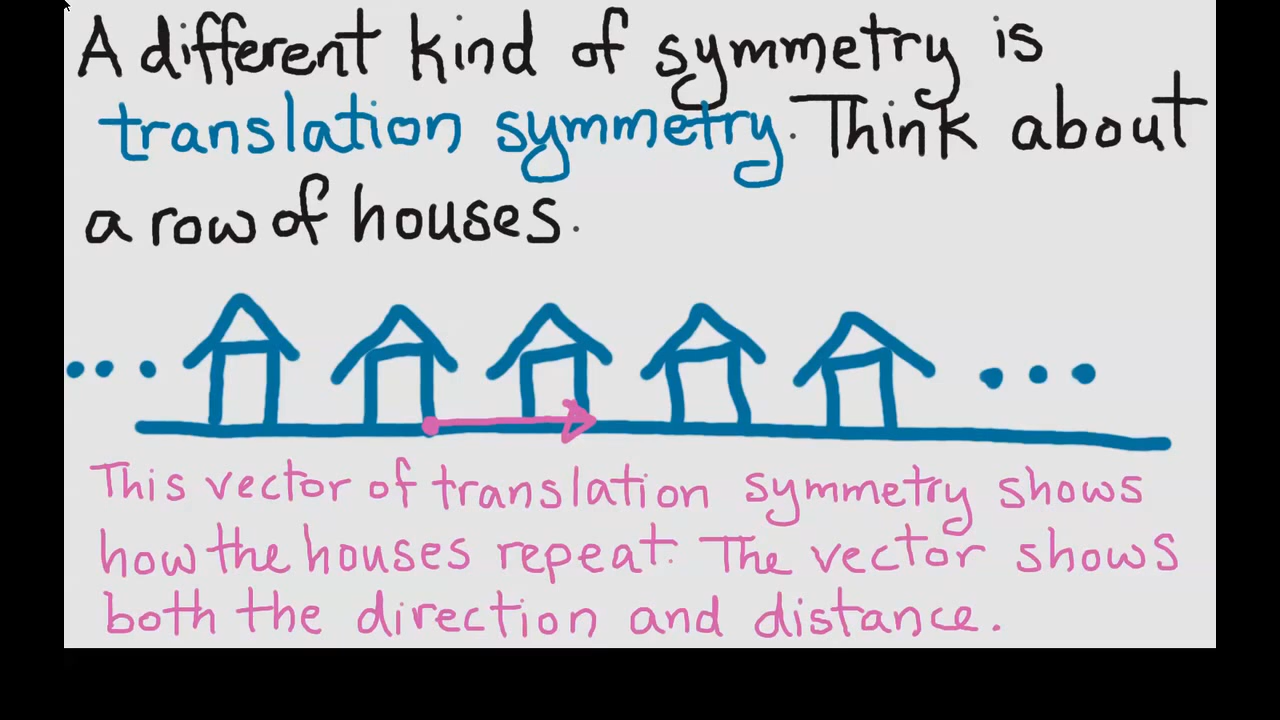 A different kind of symmetry is
translation symmetry. Think about
a row of houses.
... ...
This vector of translation symmetry shows
how the houses repeat. The vector shows
both the direction and distance.